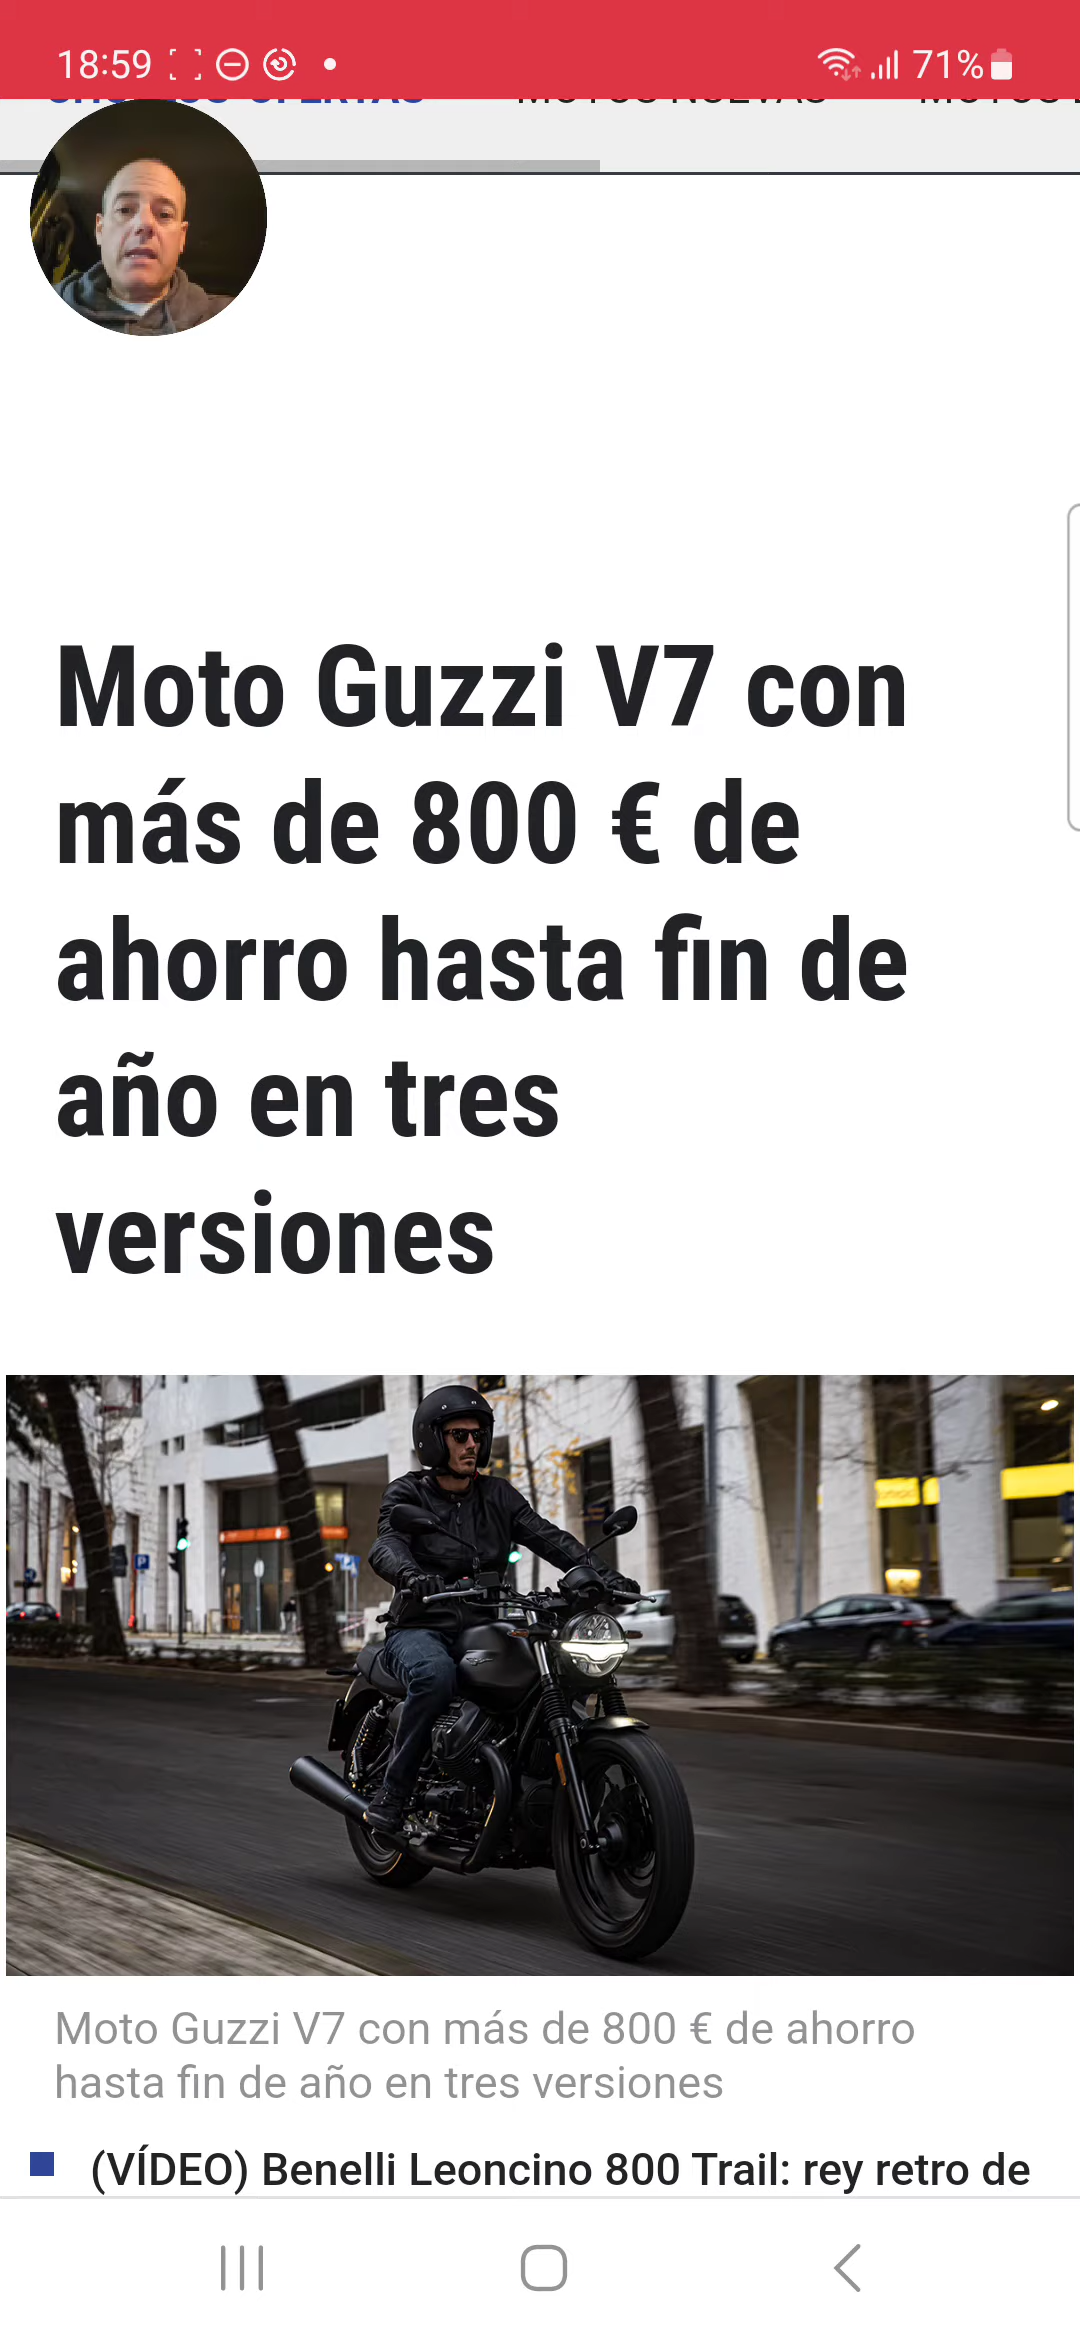 18:59
71%
Moto Guzzi V7 con
más de 800 € de
ahorro hasta fin de
año en tres
versiones
Moto Guzzi V7 con más de 800 € de ahorro
hasta fin de año en tres versiones
(VÍDEO) Benelli Leoncino 800 Trail: rey retro de